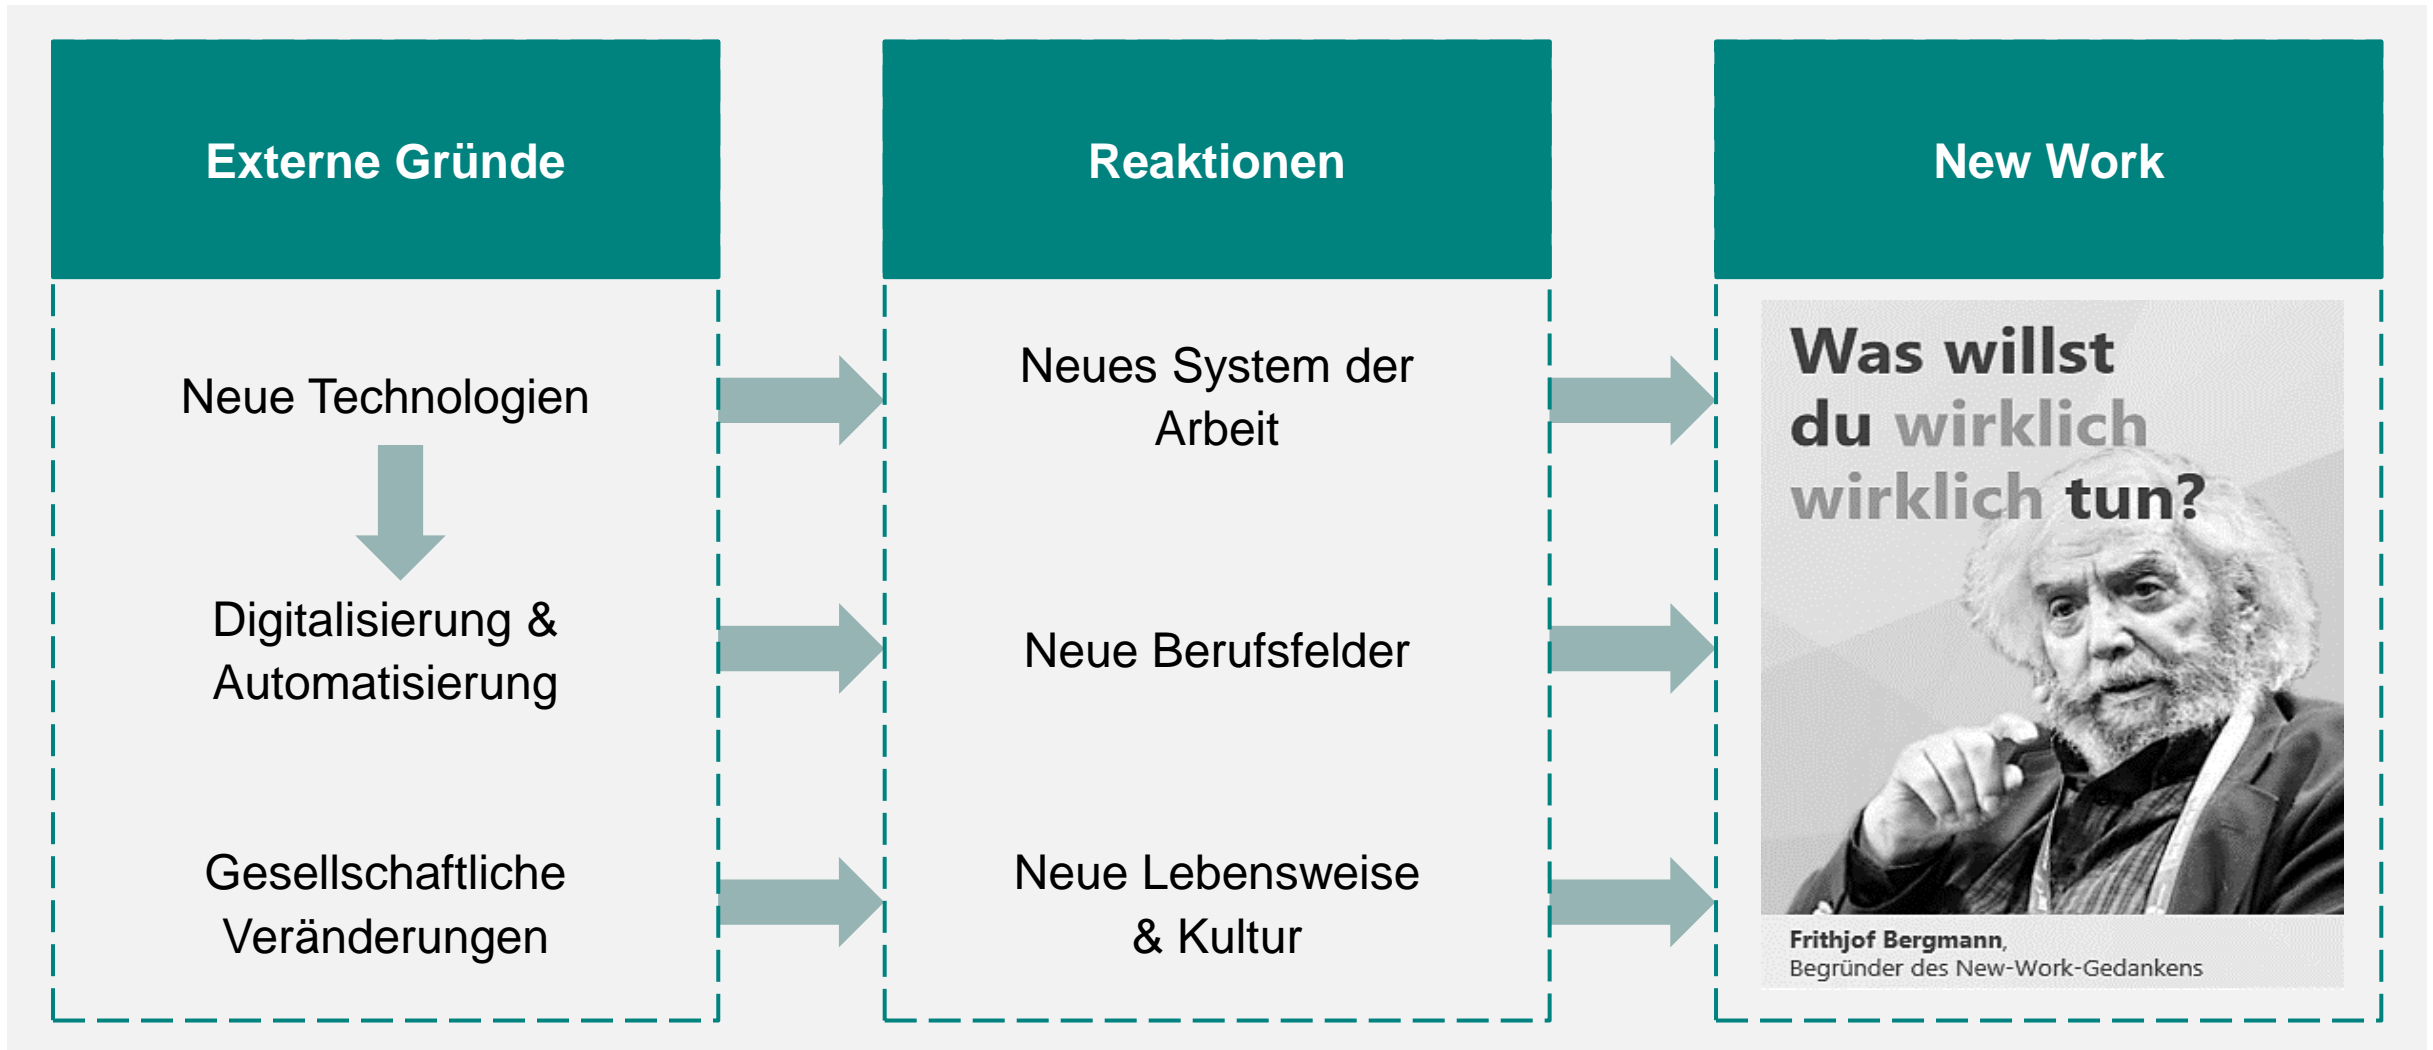 Externe Gründe
Reaktionen
New Work
Neue Technologien
Digitalisierung &
Automatisierung
Gesellschaftliche
Veränderungen
Neues System der
Arbeit
Neue Berufsfelder
Neue Lebensweise
& Kultur
Was willst
du wirklich
wirklich tun?
Frithjof Bergmann,
Begründer des New-Work-Gedankens